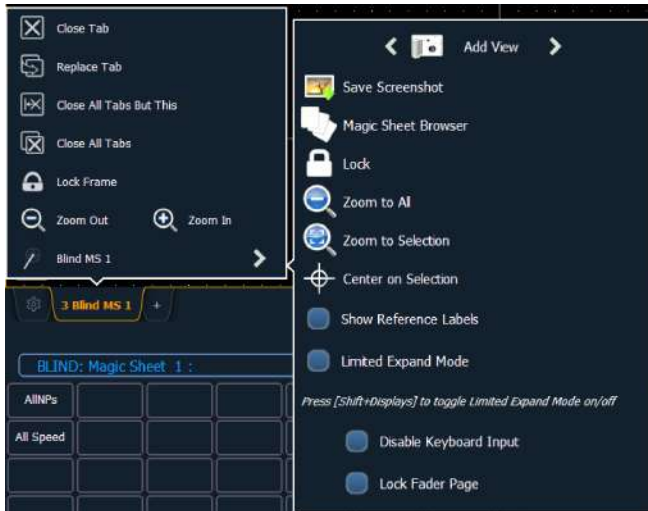 Close Tab
Replace Tab
Close All Tabs But This
Close All Tabs
Lock Frame
Zoom Out Zoom In
Blind MS 1
3 Blind MS 1 +
BLIND: Magic Sheet 1 :
AllNPs
All Speed
Add View
Save Screenshot
Magic Sheet Browser
Lock
Zoom to All
Zoom to Selection
Center on Selection
Show Reference Labels
Limited Expand Mode
Press [Shift+Displays] to toggle Limited Expand Mode on/off
Disable Keyboard Input
Lock Fader Page